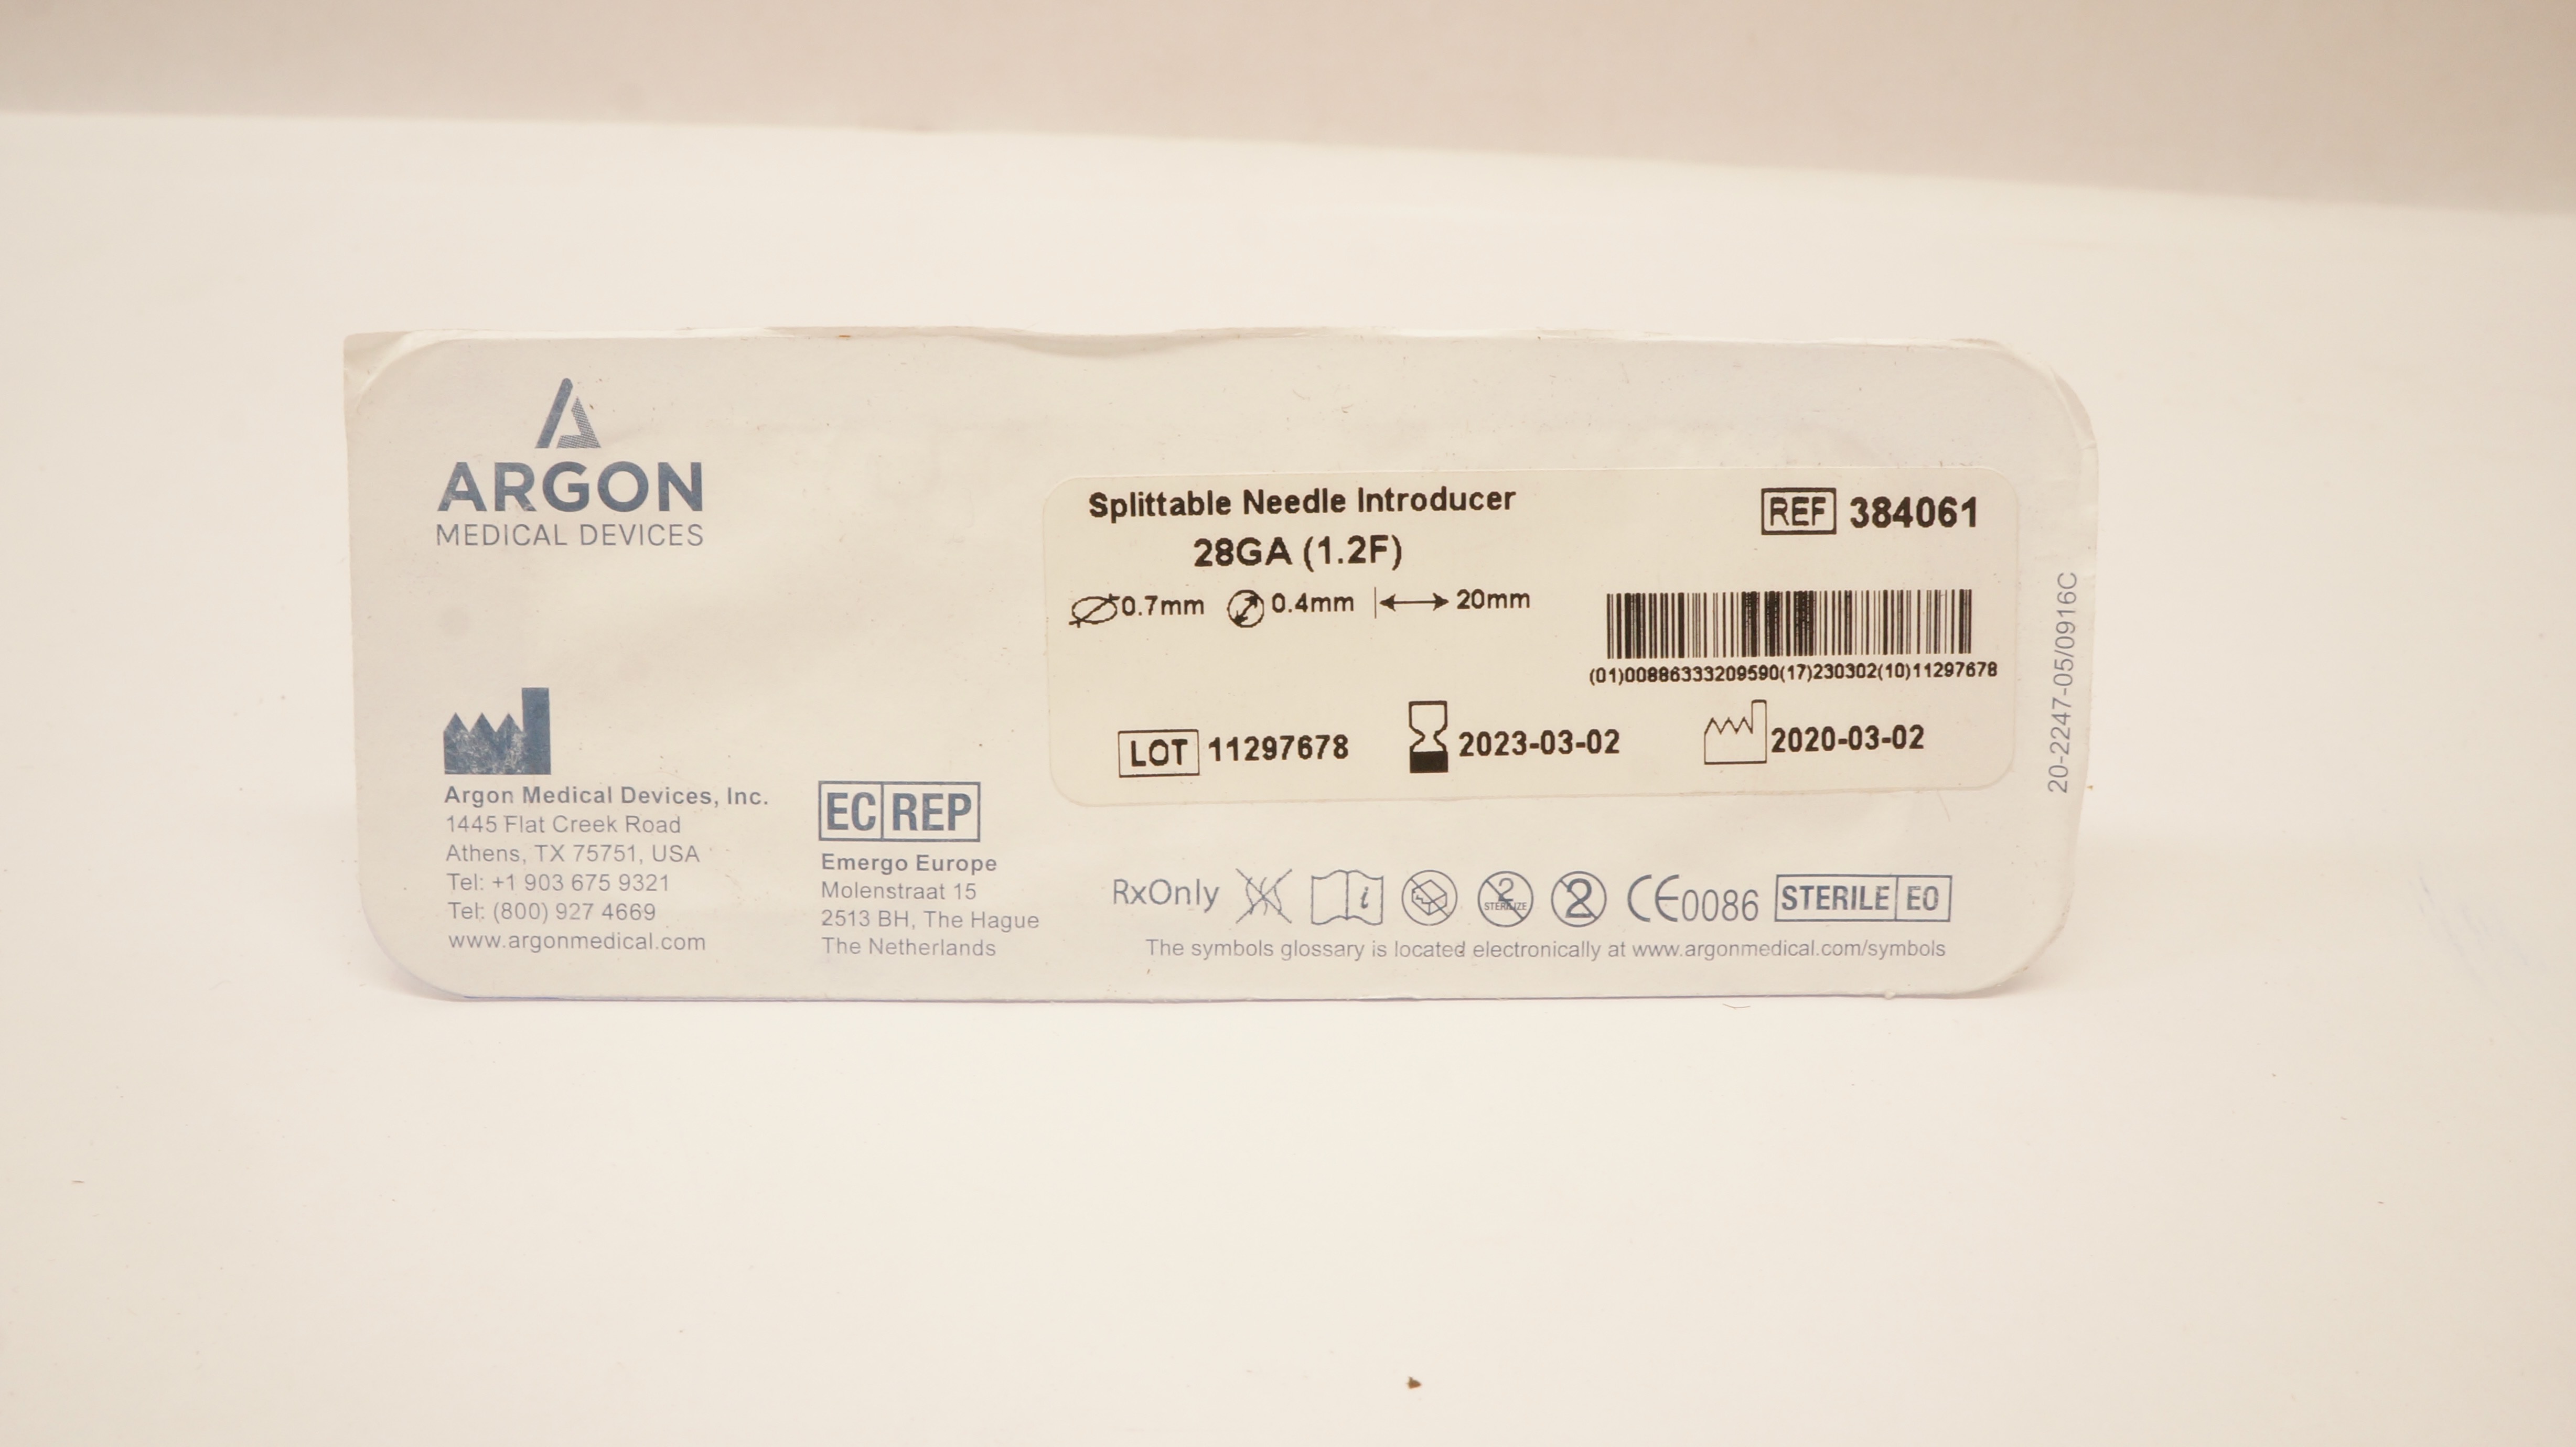 ARGON
MEDICAL DEVICES
Splittable Needle Introducer
28GA (1.2F)
0.7mm 0.4mm 20mm
REF 384061
(01)00886333209590(17)230302(10)11297678
LOT 11297678 2023-03-02 2020-03-02
20-2247-05/0916C
Argon Medical Devices, Inc.
1445 Flat Creek Road
Athens, TX 75751, USA
Tel: +1 903 675 9321
Tel: (800) 927 4669
www.argonmedical.com
EC REP
Emergo Europe
Molenstraat 15
2513 BH, The Hague
The Netherlands
RxOnly i 2 STERILIZE 2 CE0086 STERILE EO
The symbols glossary is located electronically at www.argonmedical.com/symbols